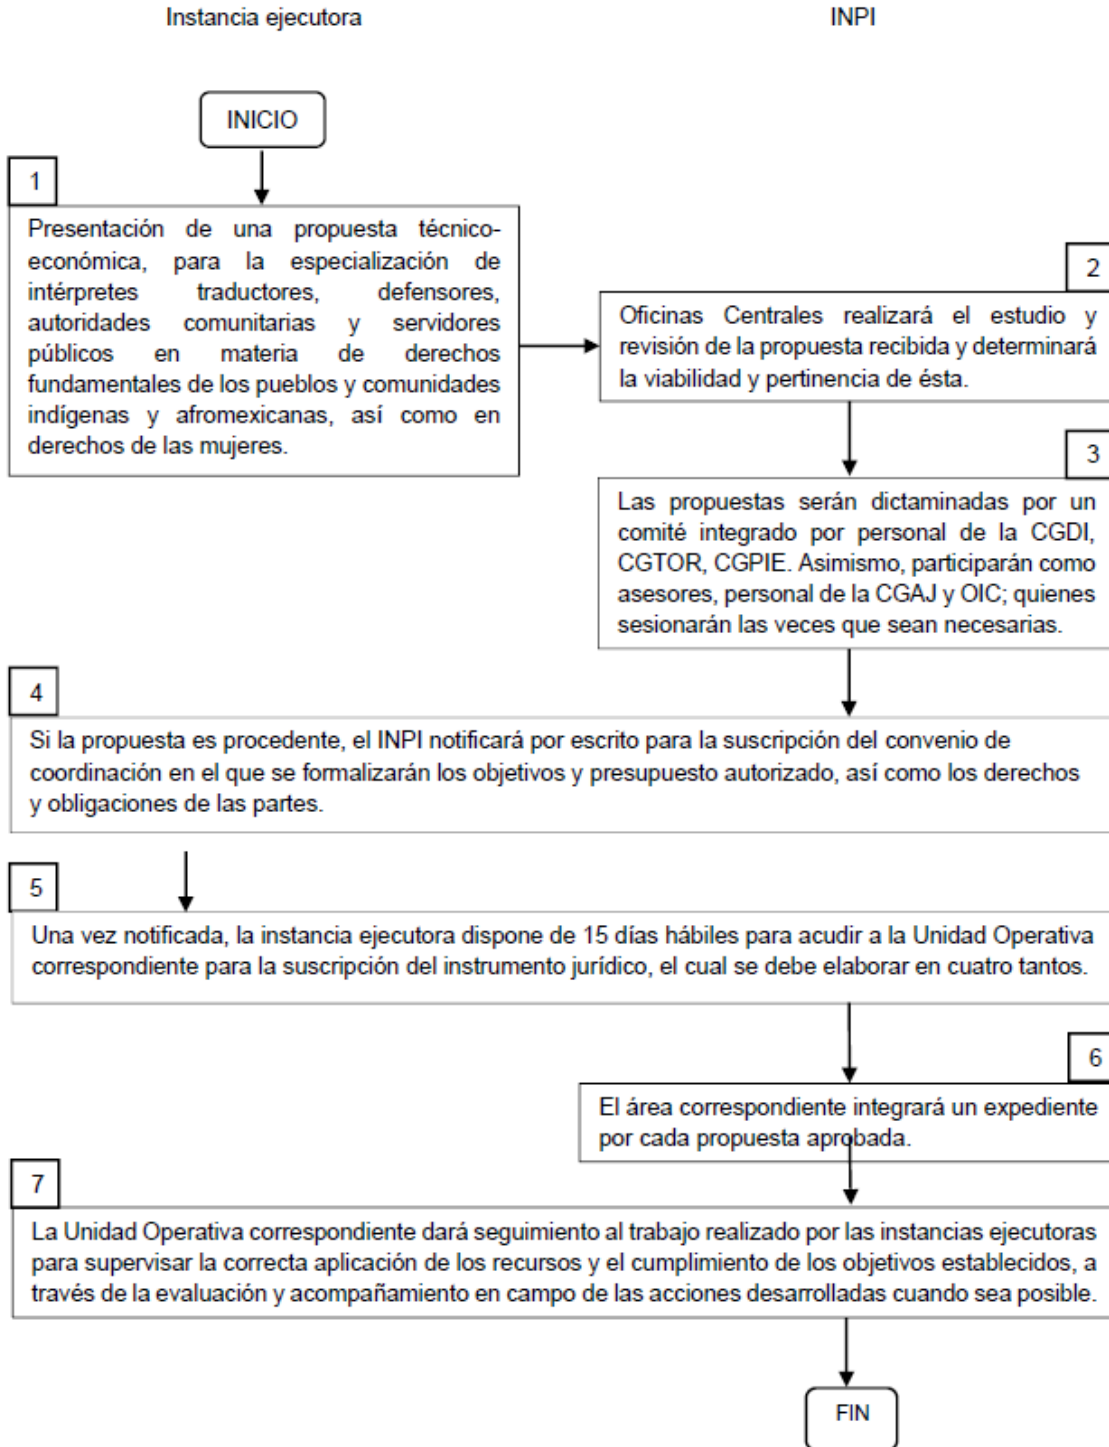 Instancia ejecutora
INPI
INICIO
1
Presentación de una propuesta técnico-
económica, para la especialización de
intérpretes traductores, defensores,
autoridades comunitarias y servidores
públicos en materia de derechos
fundamentales de los pueblos y comunidades
indígenas y afromexicanas, así como en
derechos de las mujeres.
2
Oficinas Centrales realizará el estudio y
revisión de la propuesta recibida y determinará
la viabilidad y pertinencia de ésta.
3
Las propuestas serán dictaminadas por un
comité integrado por personal de la CGDI,
CGTOR, CGPIE. Asimismo, participarán como
asesores, personal de la CGAJ y OIC; quienes
sesionarán las veces que sean necesarias.
4
Si la propuesta es procedente, el INPI notificará por escrito para la suscripción del convenio de
coordinación en el que se formalizarán los objetivos y presupuesto autorizado, así como los derechos
y obligaciones de las partes.
5
Una vez notificada, la instancia ejecutora dispone de 15 días hábiles para acudir a la Unidad Operativa
correspondiente para la suscripción del instrumento jurídico, el cual se debe elaborar en cuatro tantos.
6
El área correspondiente integrará un expediente
por cada propuesta aprobada.
7
La Unidad Operativa correspondiente dará seguimiento al trabajo realizado por las instancias ejecutoras
para supervisar la correcta aplicación de los recursos y el cumplimiento de los objetivos establecidos, a
través de la evaluación y acompañamiento en campo de las acciones desarrolladas cuando sea posible.
FIN